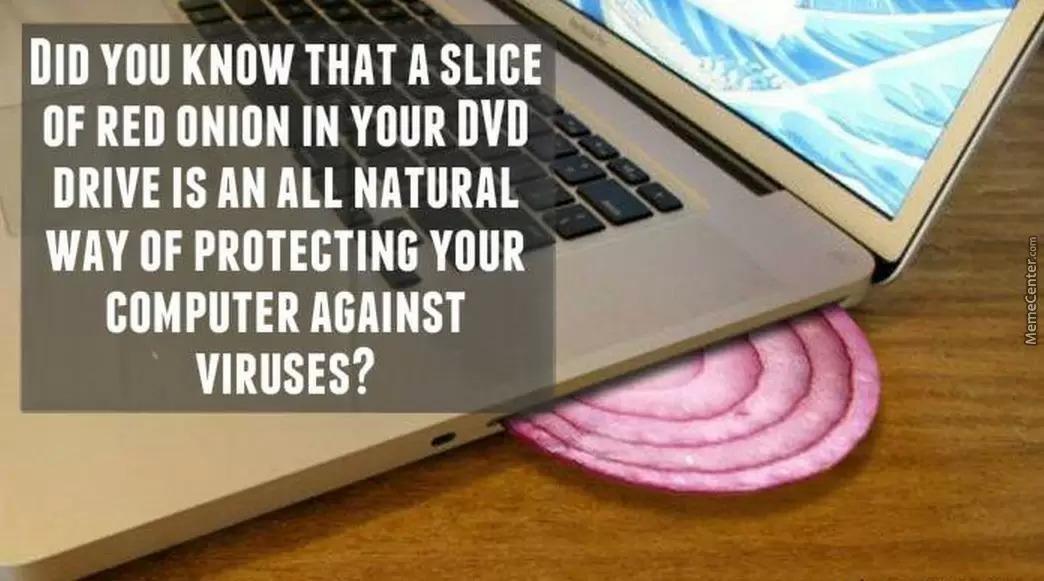 Did you know that a slice
of red onion in your DVD
drive is an all natural
way of protecting your
computer against
viruses?
MemeCenter.com